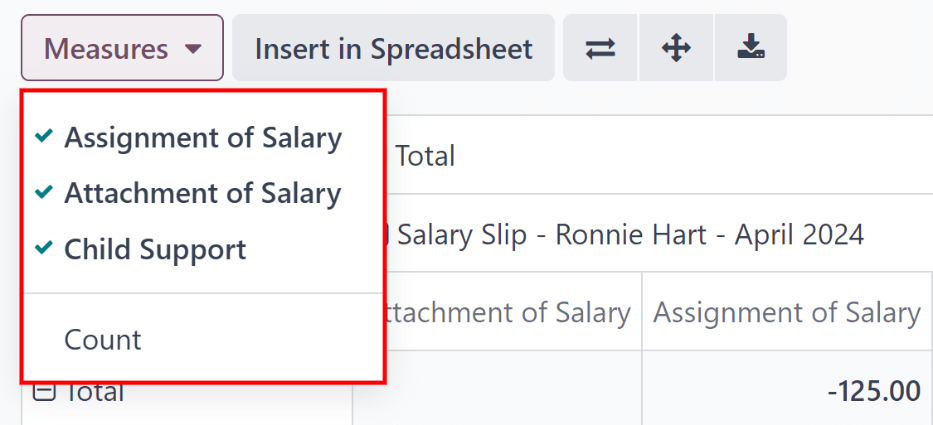 Measures Insert in Spreadsheet
Assignment of Salary
Total
Attachment of Salary
Salary Slip - Ronnie Hart - April 2024
Child Support
ttachment of Salary Assignment of Salary
Count
Total -125.00